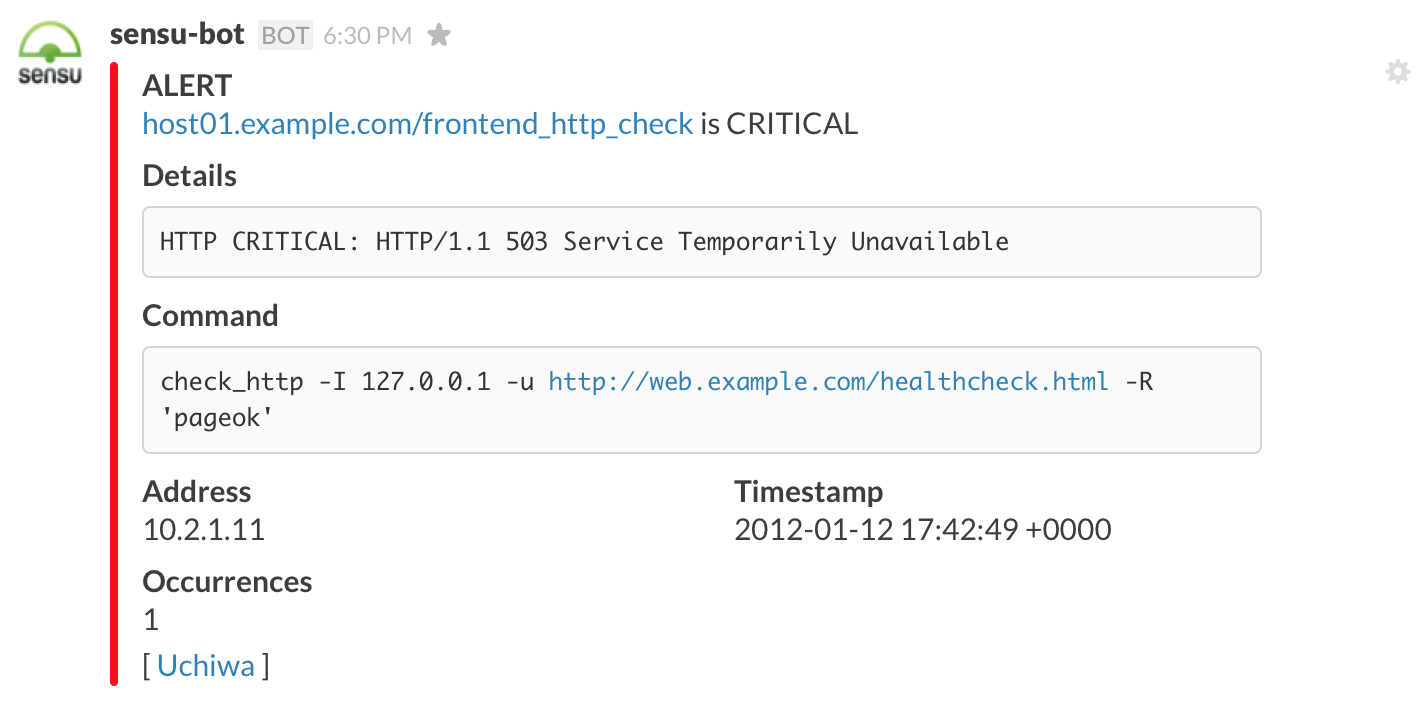 sensu
sensu-bot BOT 6:30 PM
ALERT
host01.example.com/frontend_http_check is CRITICAL
Details
HTTP CRITICAL: HTTP/1.1 503 Service Temporarily Unavailable
Command
check_http -I 127.0.0.1 -u http://web.example.com/healthcheck.html -R
'pageok'
Address
10.2.1.11
Timestamp
2012-01-12 17:42:49 +0000
Occurrences
1
[ Uchiwa ]